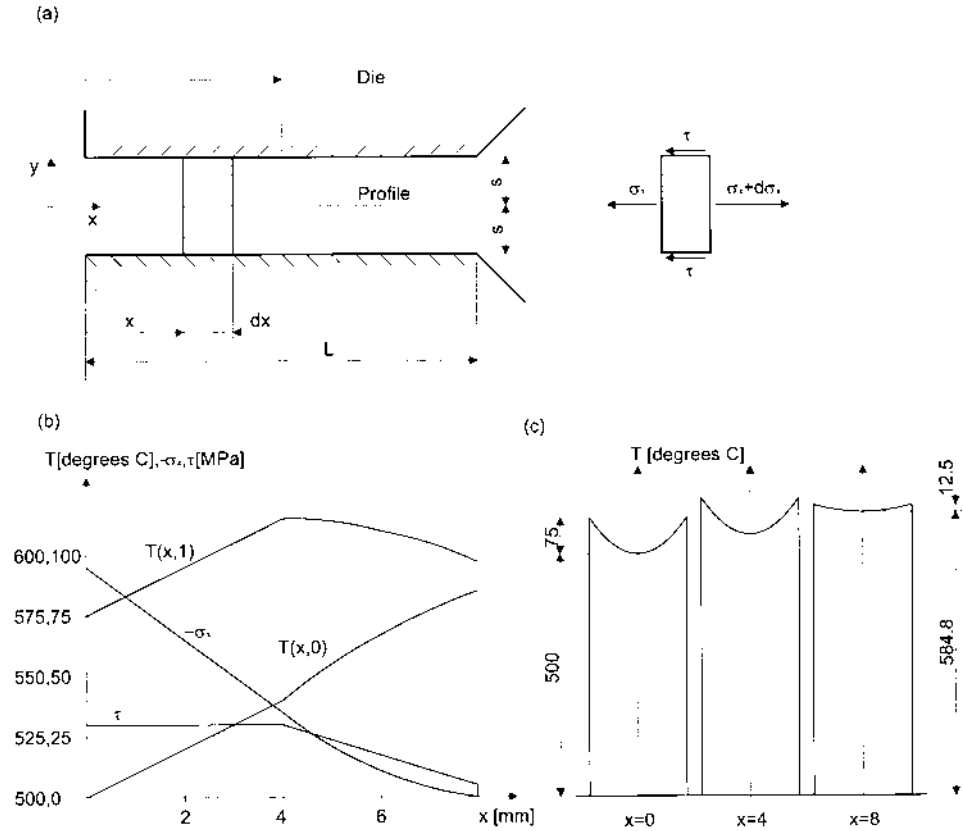 (a)
Die
y
Profile
s
s
x
x
dx
L
τ
σₓ
σₓ+dσₓ
τ
(b)
T[degrees C],-σₓ,τ[MPa]
600,100
575,75
550,50
525,25
500,0
T(x,1)
-σₓ
T(x,0)
τ
2
4
6
x [mm]
(c)
T [degrees C]
75
500
12.5
584.8
x=0
x=4
x=8